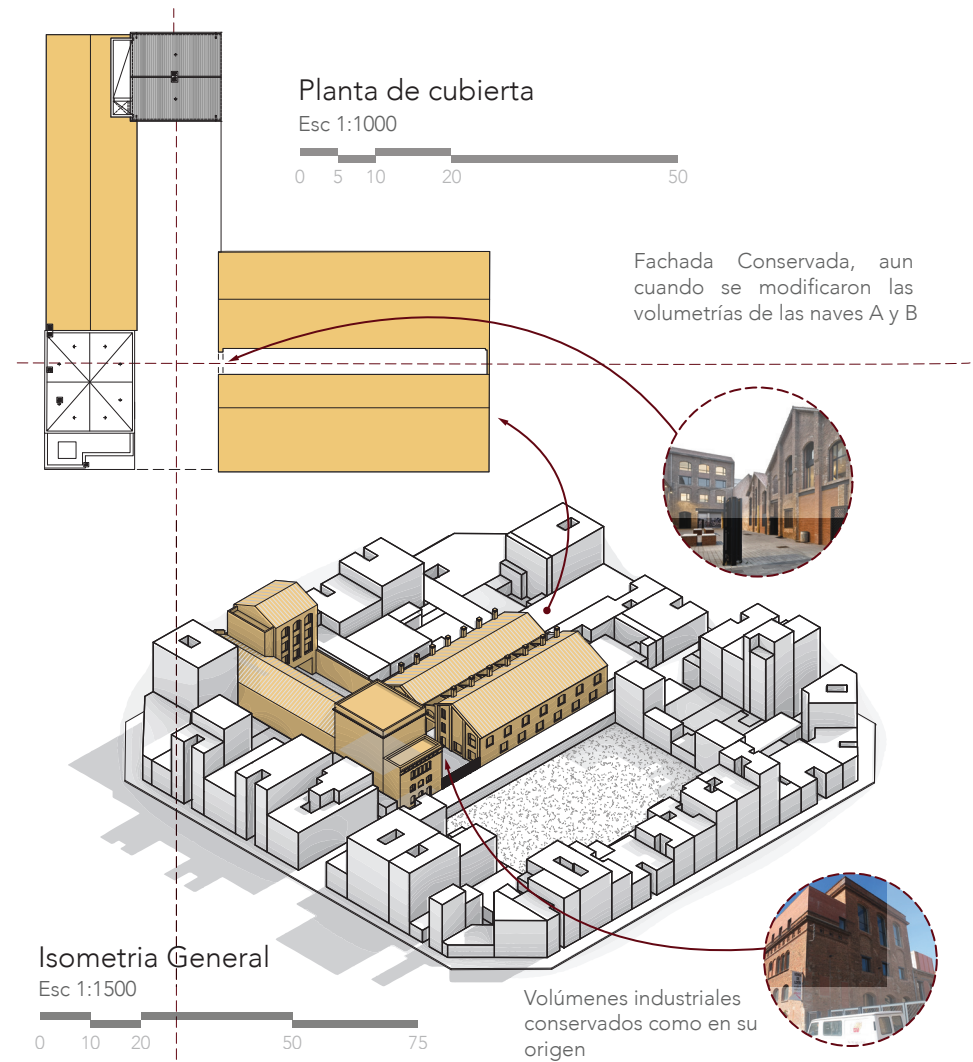 Planta de cubierta
Esc 1:1000
0 5 10 20 50
Fachada Conservada, aun
cuando se modificaron las
volumetrías de las naves A y B
Isometria General
Esc 1:1500
0 10 20 50 75
Volúmenes industriales
conservados como en su
origen